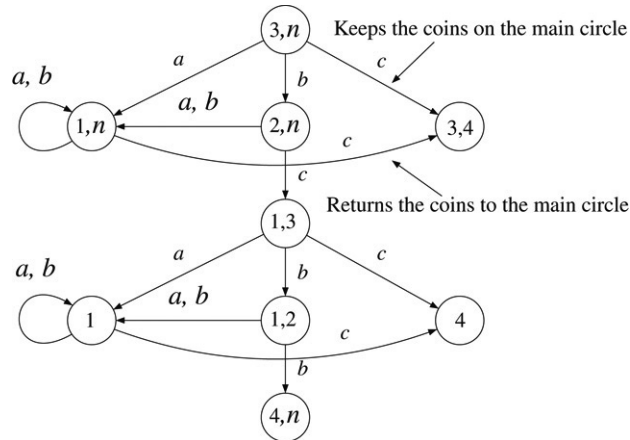 3,n
Keeps the coins on the main circle
a
c
b
a, b
a, b
1,n
2,n
3,4
c
c
Returns the coins to the main circle
1,3
a
c
a, b
b
a, b
1
1,2
4
c
b
4,n